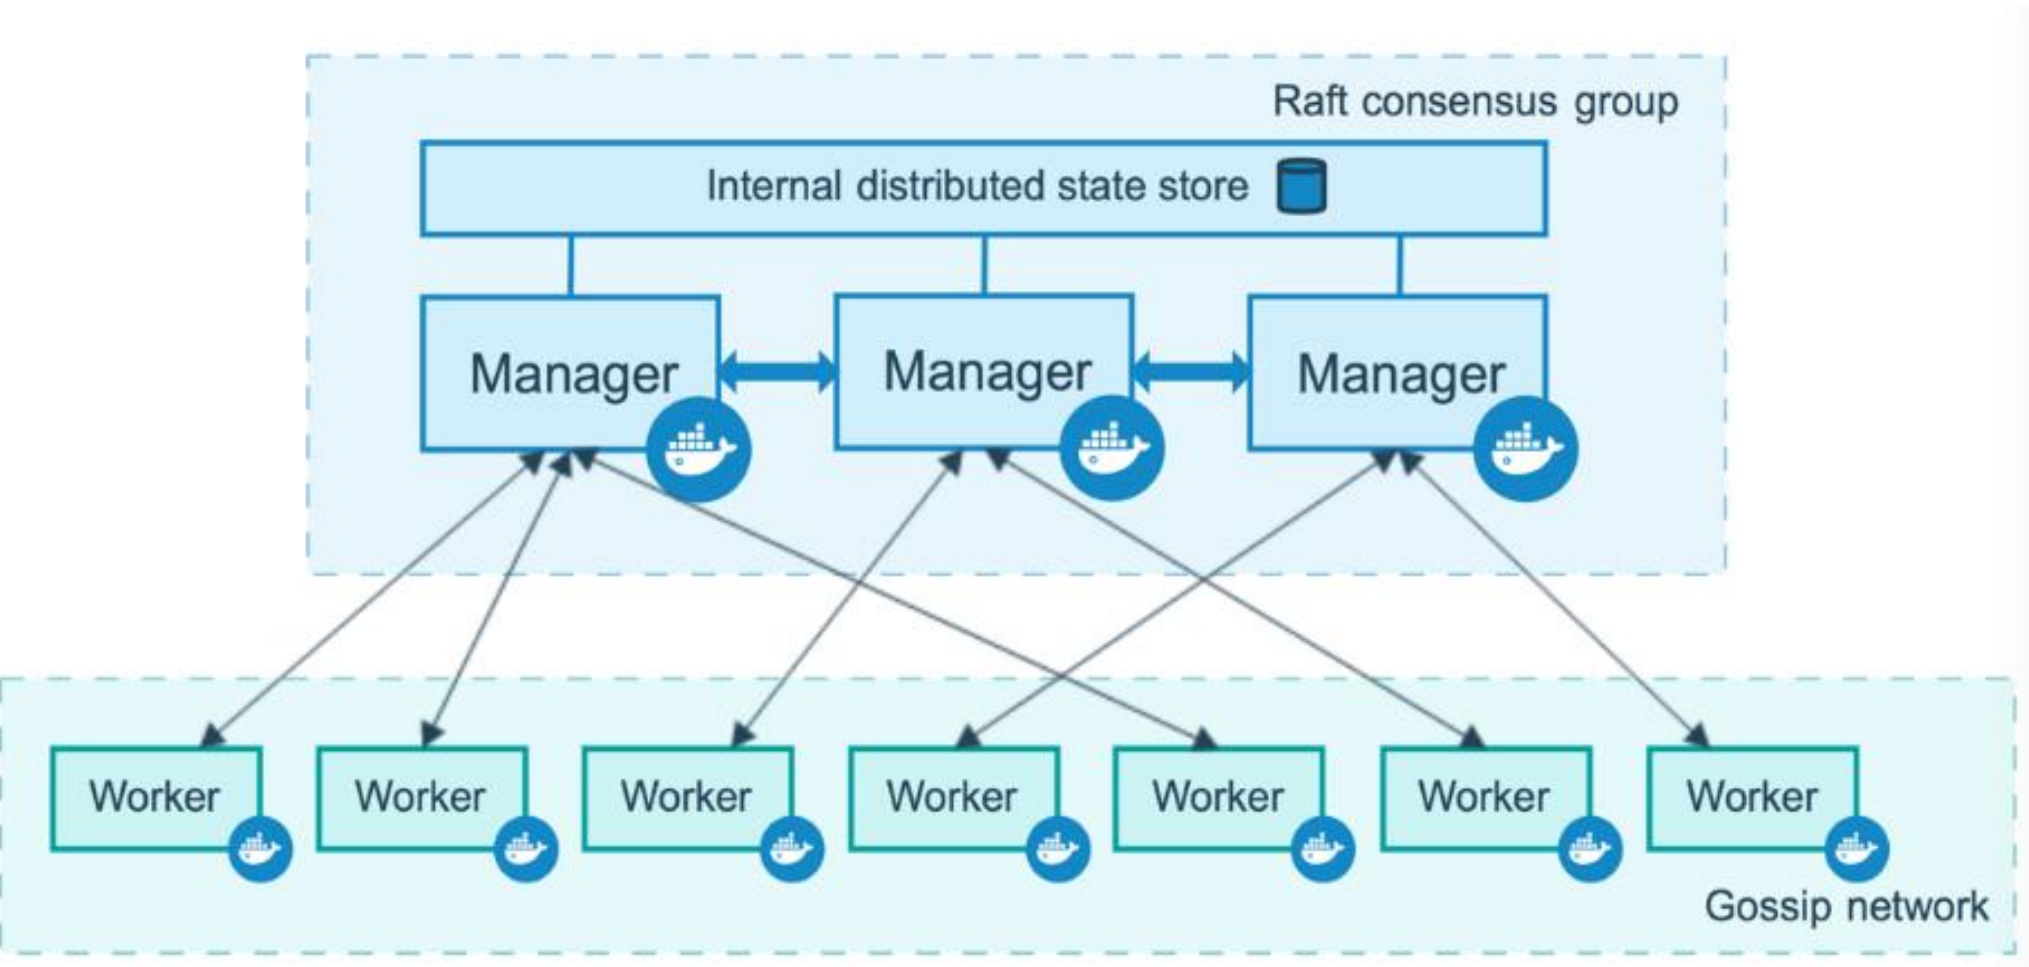 Raft consensus group
Internal distributed state store
Manager
Manager
Manager
Worker
Worker
Worker
Worker
Worker
Worker
Worker
Gossip network